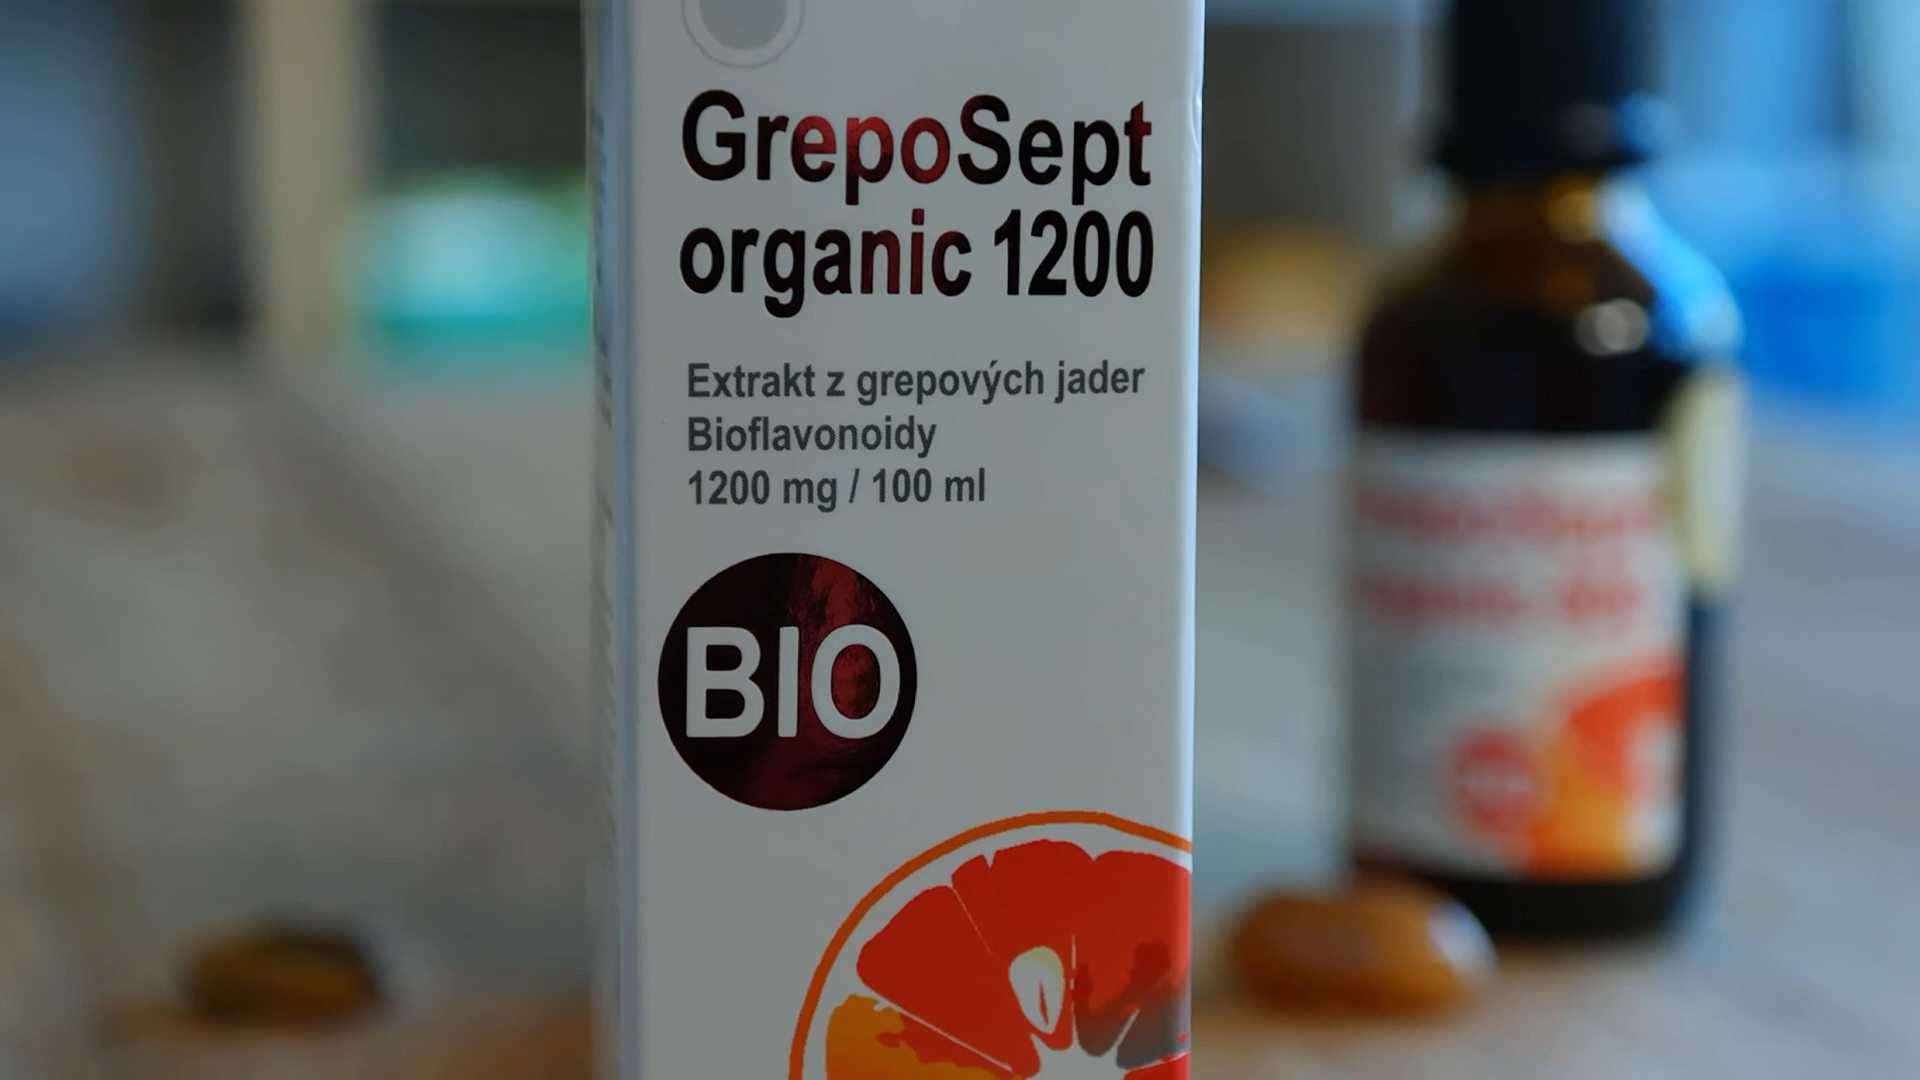 GrepoSept
organic 1200
Extrakt z grepových jader
Bioflavonoidy
1200 mg / 100 ml
BIO